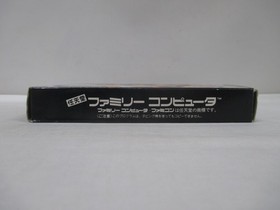 任天堂 ファミリー コンピュータ™
ファミリー コンピュータ・ファミコンは任天堂の商標です。